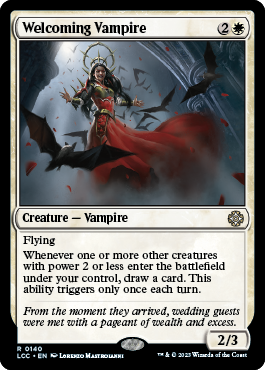 Welcoming Vampire 2
Creature — Vampire
Flying
Whenever one or more other creatures
with power 2 or less enter the battlefield
under your control, draw a card. This
ability triggers only once each turn.
From the moment they arrived, wedding guests
were met with a pageant of wealth and excess.
2/3
R 0140
LCC • EN Lorenzo Mastroianni
™ & © 2023 Wizards of the Coast